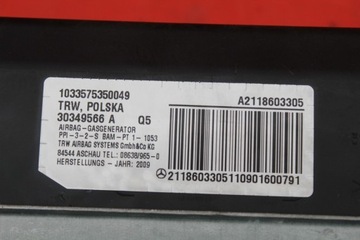 1033575350049
TRW, POLSKA
30349566 A Q5
A2118603305
AIRBAG-GASGENERATOR
PPI-3-2-S BAM-PT 1-1053
TRW AIRBAG SYSTEMS GmbH&Co KG
84544 ASCHAU TEL.: 08638/965-0
HERSTELLUNGS - JAHR: 2009
2118603305110901600791